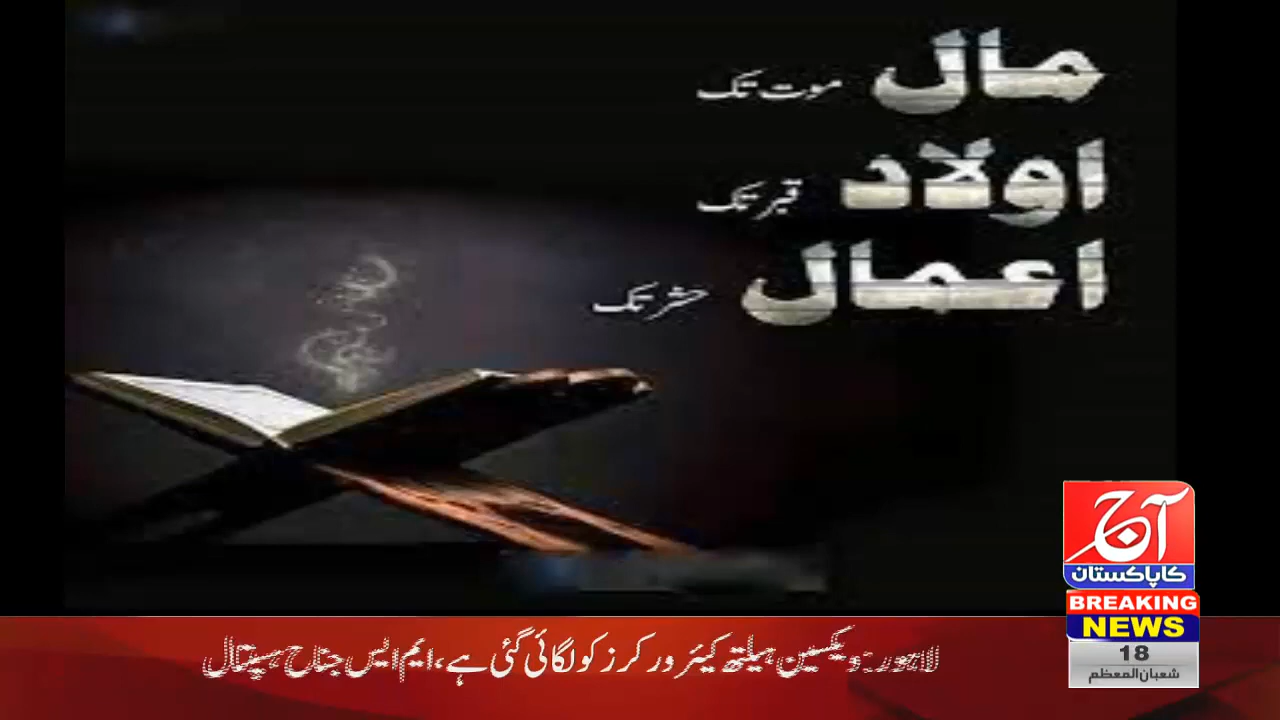 مال موت تک
اولاد قبر تک
اعمال حشر تک
آج
کا پاکستان
BREAKING
NEWS
18
شعبان المعظم
لاہور: ویکسین ہیلتھ کیئر ورکرز کو لگائی گئی ہے، ایم ایس جناح ہسپتال